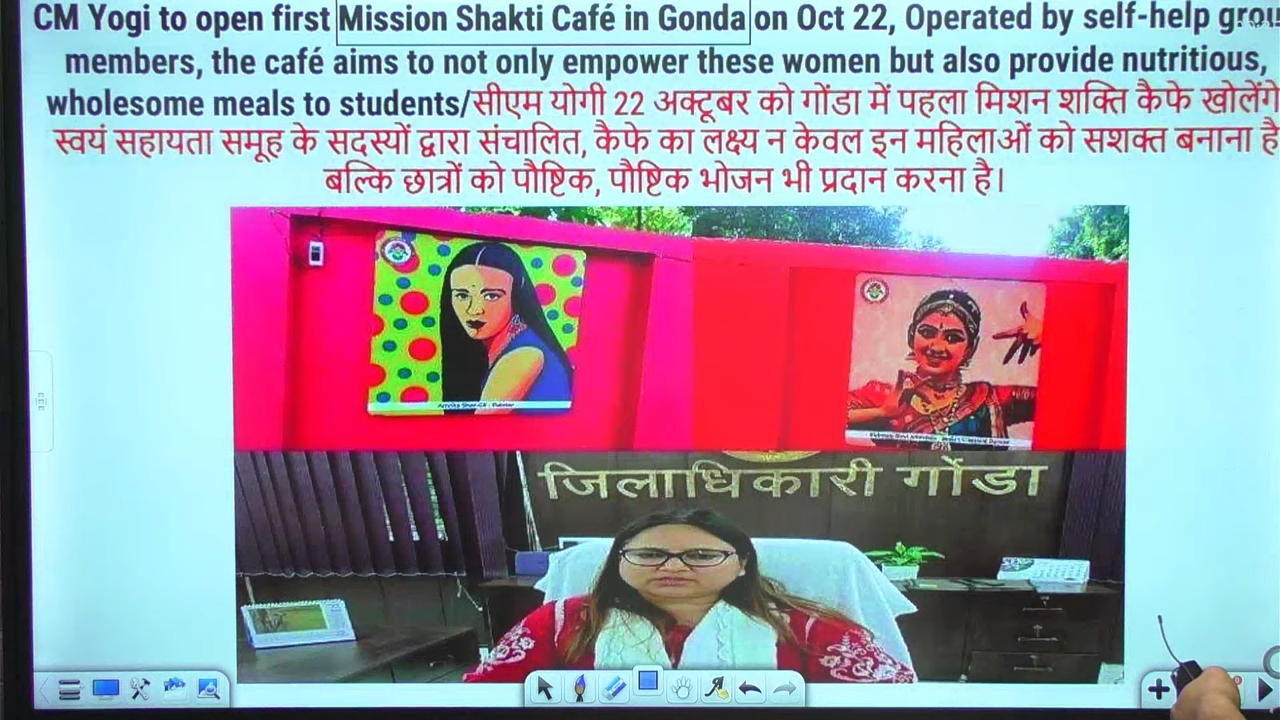 CM Yogi to open first Mission Shakti Café in Gonda on Oct 22, Operated by self-help
members, the café aims to not only empower these women but also provide nutritious,
wholesome meals to students/सीएम योगी 22 अक्टूबर को गोंडा में पहला मिशन शक्ति कैफे खोलेंगे
स्वयं सहायता समूह के सदस्यों द्वारा संचालित, कैफे का लक्ष्य न केवल इन महिलाओं को सशक्त बनाना है
बल्कि छात्रों को पौष्टिक, पौष्टिक भोजन भी प्रदान करना है।
जिलाधिकारी गोंडा